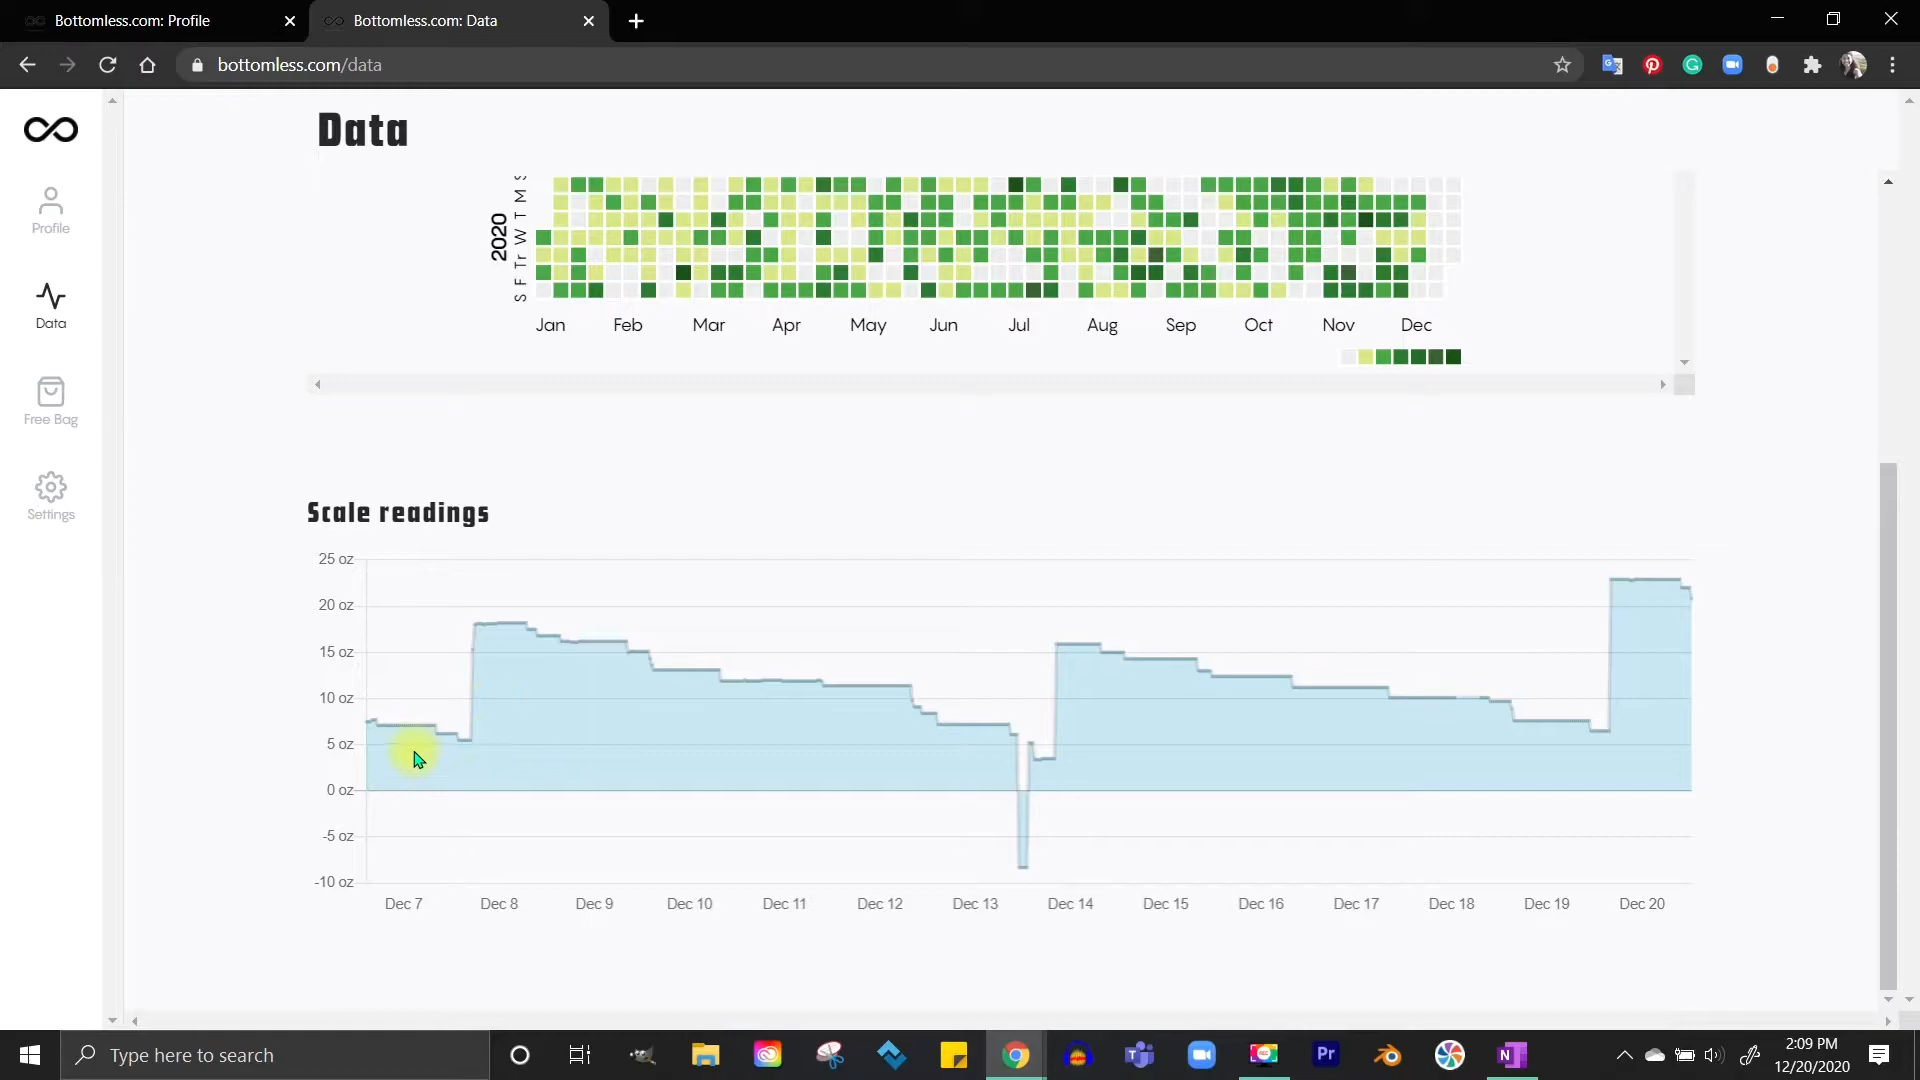 Bottomless.com: Profile
Bottomless.com: Data
bottomless.com/data
Profile
Data
Free Bag
Settings
Data
2020
S M T W Tr F S
Jan Feb Mar Apr May Jun Jul Aug Sep Oct Nov Dec
Scale readings
25 oz
20 oz
15 oz
10 oz
5 oz
0 oz
-5 oz
-10 oz
Dec 7 Dec 8 Dec 9 Dec 10 Dec 11 Dec 12 Dec 13 Dec 14 Dec 15 Dec 16 Dec 17 Dec 18 Dec 19 Dec 20
Type here to search
2:09 PM
12/20/2020